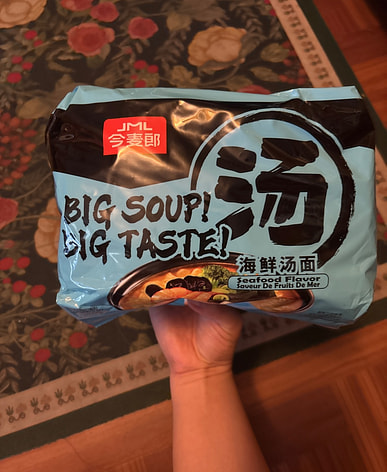 JML
今麦郎
汤
BIG SOUP!
BIG TASTE!
海鲜汤面
Seafood Flavor
Saveur De Fruits De Mer